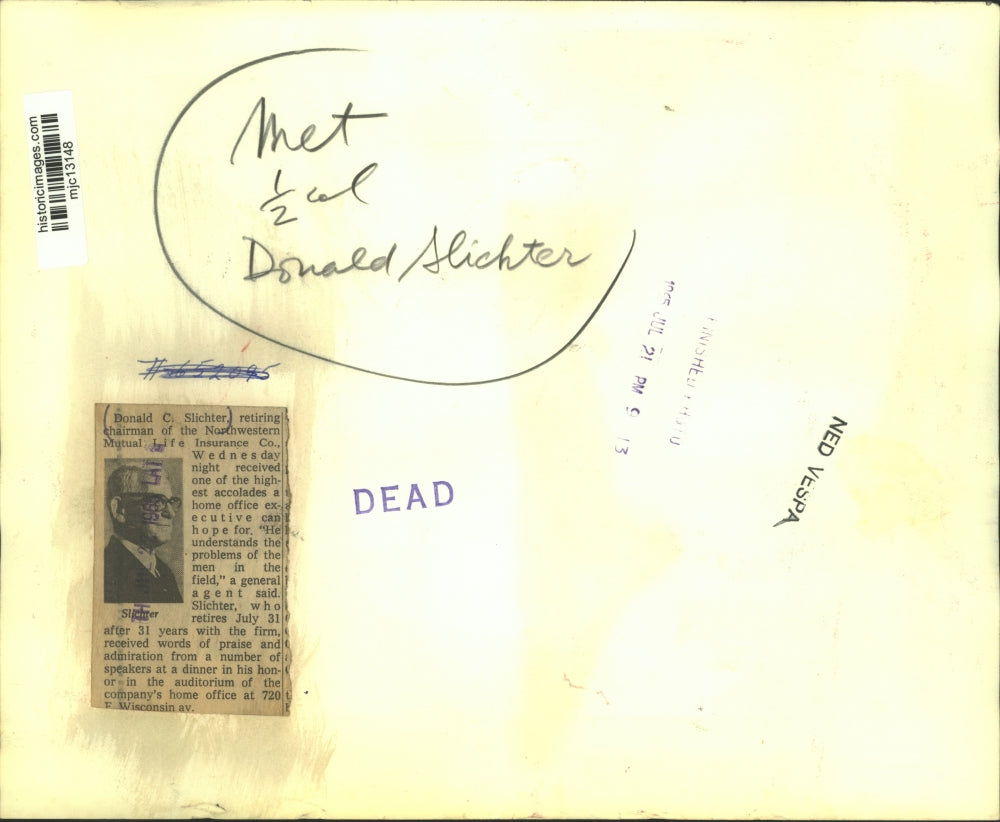 historicimages.com
mjc13148
Met
1/2 col
Donald Slichter
1965 JUL 21 PM 9 13
#652095
DEAD
NED VESPA
Donald C. Slichter, retiring
chairman of the Northwestern
Mutual Life Insurance Co.,
Wednesday
night received
one of the high-
est accolades a
home office ex-
ecutive can
hope for. "He
understands the
problems of the
men in the
field," a general
agent said.
Slichter, who
retires July 31
Slichter
after 31 years with the firm,
received words of praise and
admiration from a number of
speakers at a dinner in his hon-
or in the auditorium of the
company's home office at 720
E. Wisconsin av.